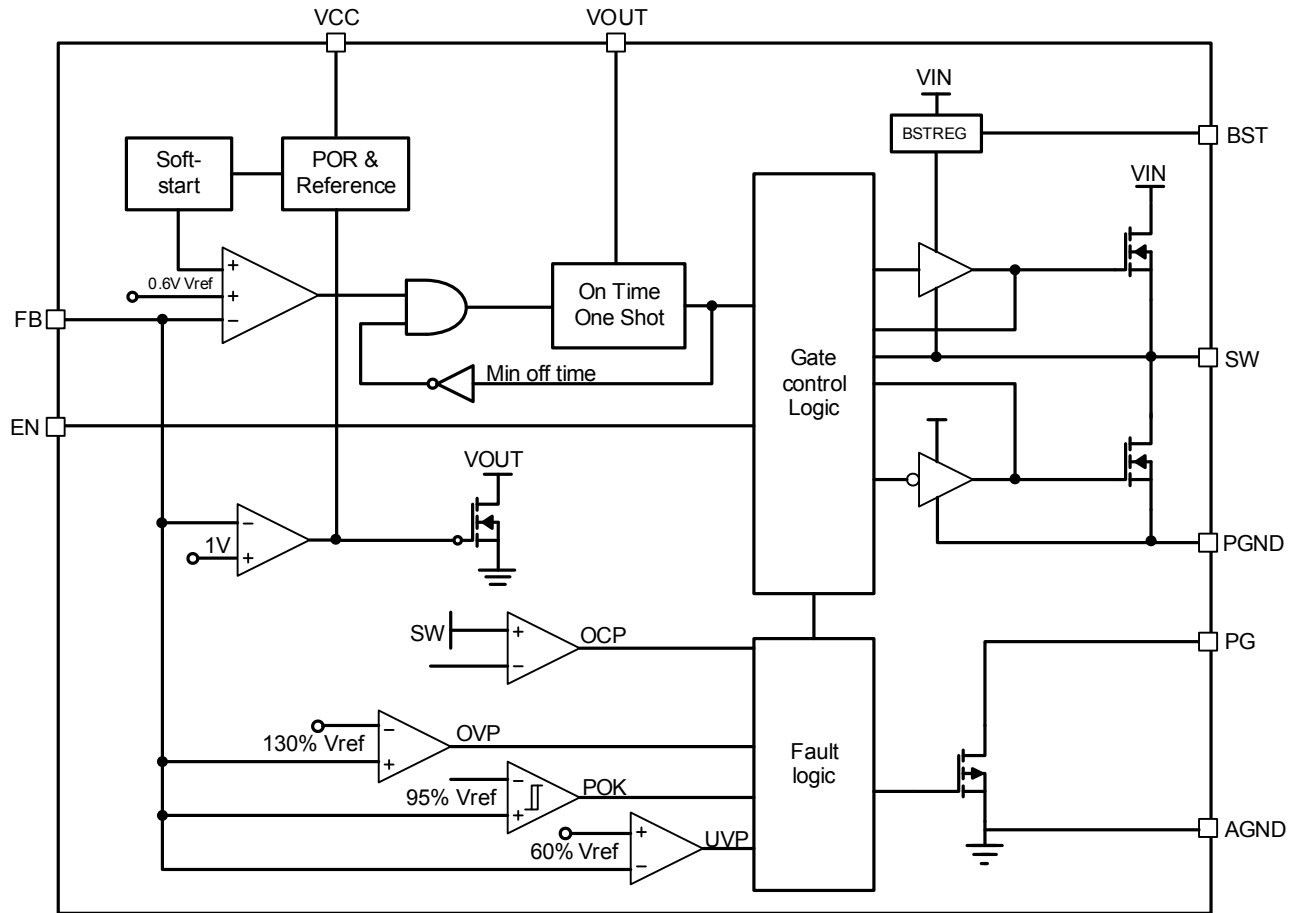 VCC
VOUT
VIN
BSTREG
BST
Soft-
start
POR &
Reference
VIN
0.6V Vref
+
+
−
On Time
One Shot
FB
Min off time
Gate
control
Logic
SW
EN
VOUT
−
1V
+
PGND
SW
+
−
OCP
PG
130% Vref
−
+
OVP
Fault
logic
95% Vref
−
+
POK
60% Vref
+
−
UVP
AGND